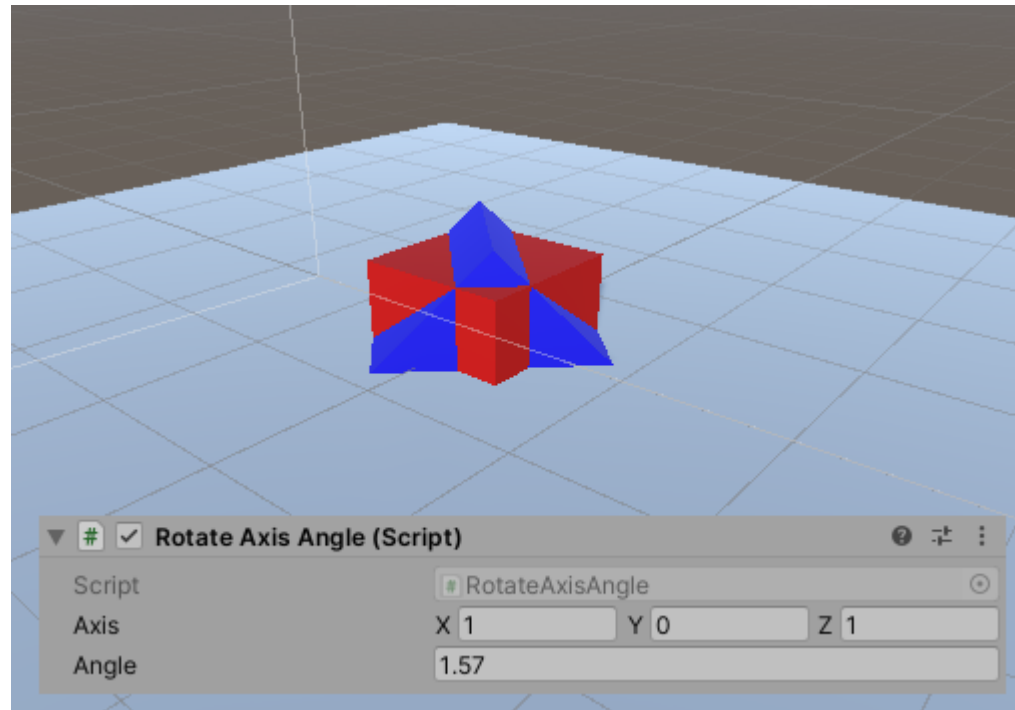 Rotate Axis Angle (Script)
Script RotateAxisAngle
Axis X 1 Y 0 Z 1
Angle 1.57